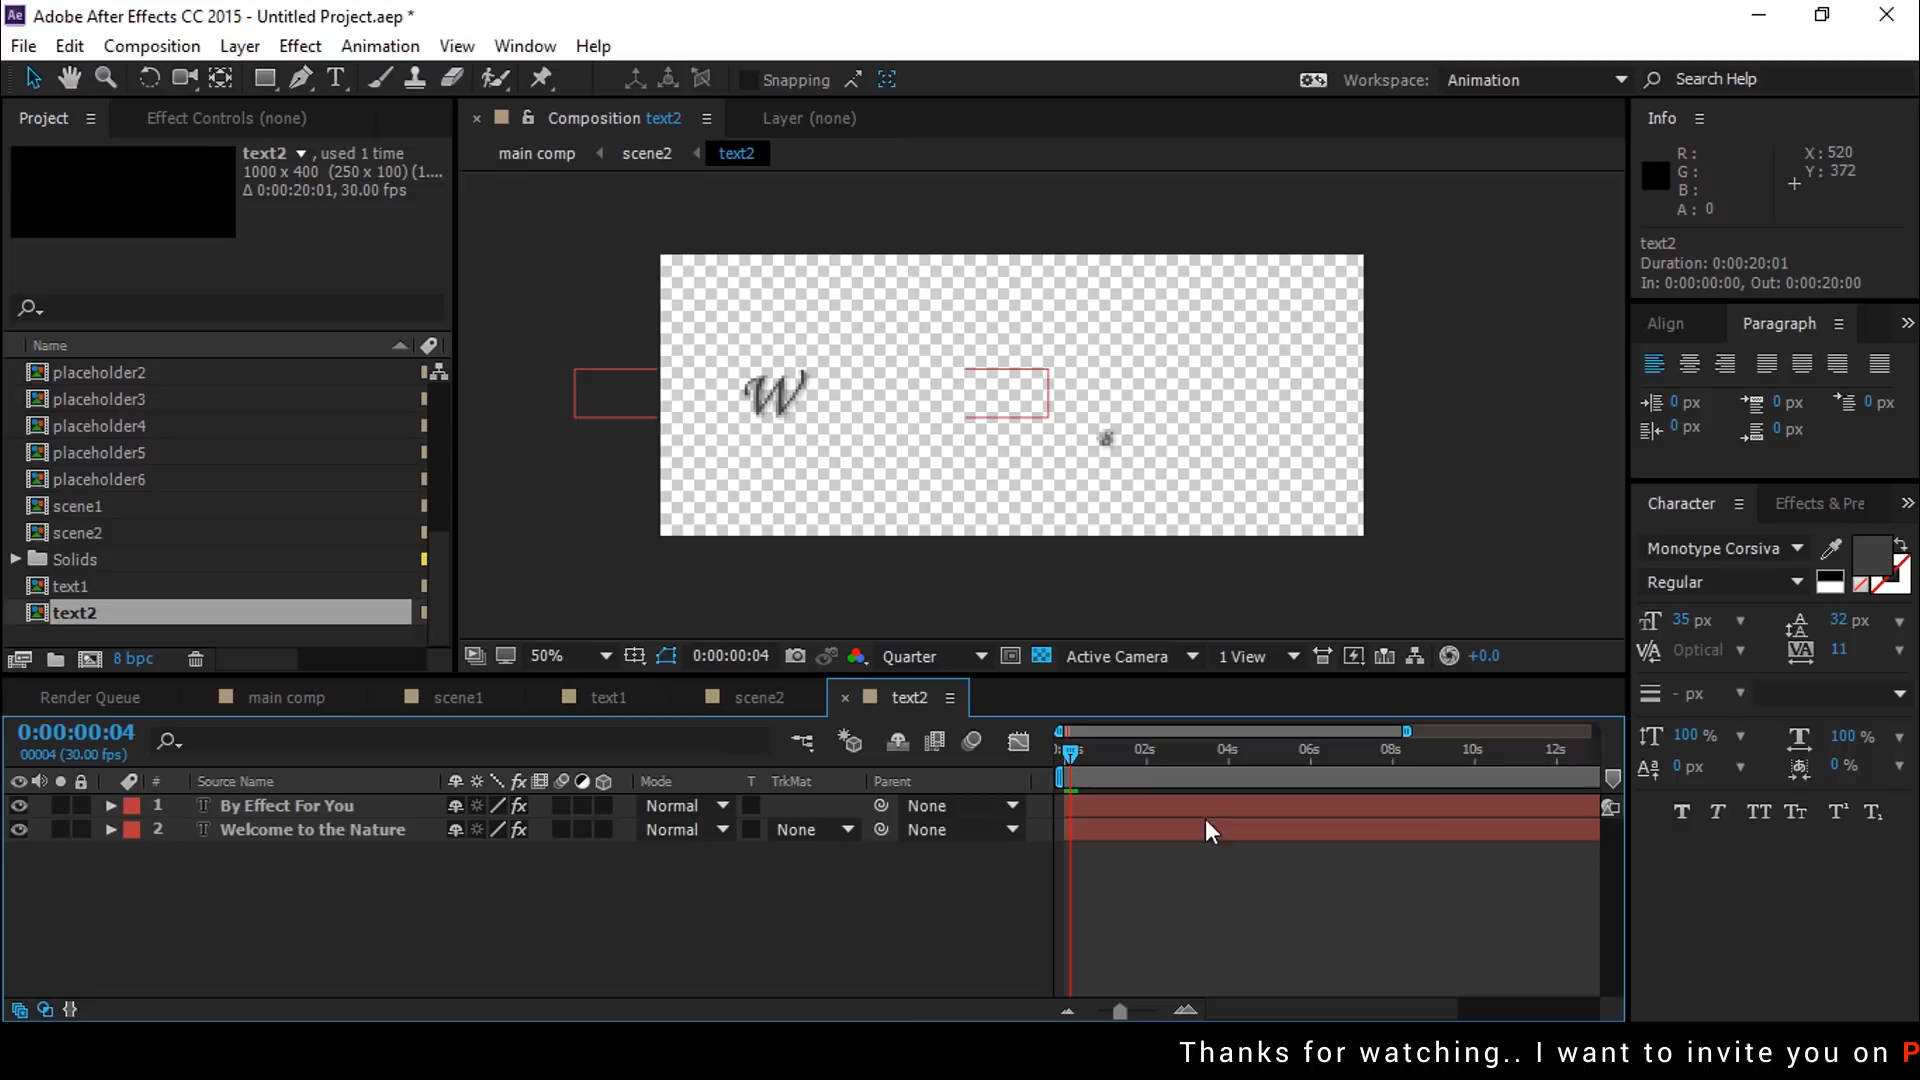 Adobe After Effects CC 2015 - Untitled Project.aep *
File Edit Composition Layer Effect Animation View Window Help
Snapping
Workspace: Animation
Search Help
Project
Effect Controls (none)
text2 , used 1 time
1000 x 400 (250 x 100) (1....
Δ 0:00:20:01, 30.00 fps
Name
placeholder2
placeholder3
placeholder4
placeholder5
placeholder6
scene1
scene2
Solids
text1
text2
8 bpc
Composition text2
Layer (none)
main comp
scene2
text2
W
50%
0:00:00:04
Quarter
Active Camera
1 View
+0.0
Info
R:
G:
B:
A: 0
X: 520
Y: 372
text2
Duration: 0:00:20:01
In: 0:00:00:00, Out: 0:00:20:00
Align
Paragraph
0 px 0 px 0 px
0 px 0 px
Character
Effects & Pre
Monotype Corsiva
Regular
35 px 32 px
Optical 11
- px
100 % 100 %
0 px 0 %
Render Queue
main comp
scene1
text1
scene2
text2
0:00:00:04
00004 (30.00 fps)
02s 04s 06s 08s 10s 12s
# Source Name Mode T TrkMat Parent
1 T By Effect For You Normal None
2 T Welcome to the Nature Normal None None
Thanks for watching.. I want to invite you on P